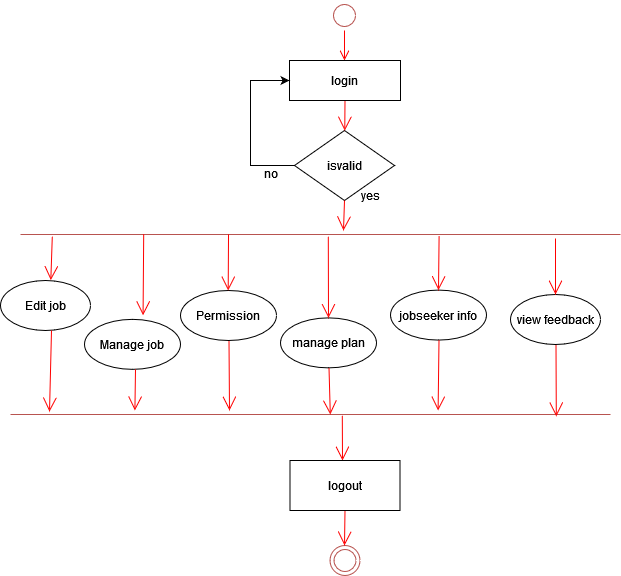 login
isvalid
no
yes
Edit job
Manage job
Permission
manage plan
jobseeker info
view feedback
logout